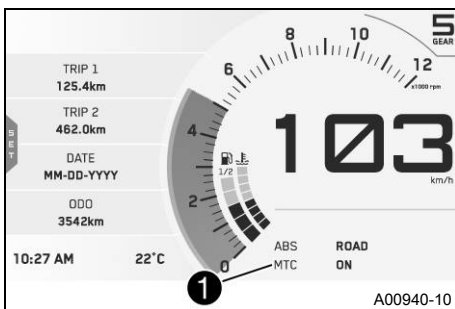 TRIP 1
125.4km
TRIP 2
462.0km
DATE
MM-DD-YYYY
ODO
3542km
10:27 AM 22°C
SET
0
2
4
6
8
10
12
x1000 rpm
5
GEAR
1/2
103
km/h
ABS ROAD
MTC ON
1
A00940-10